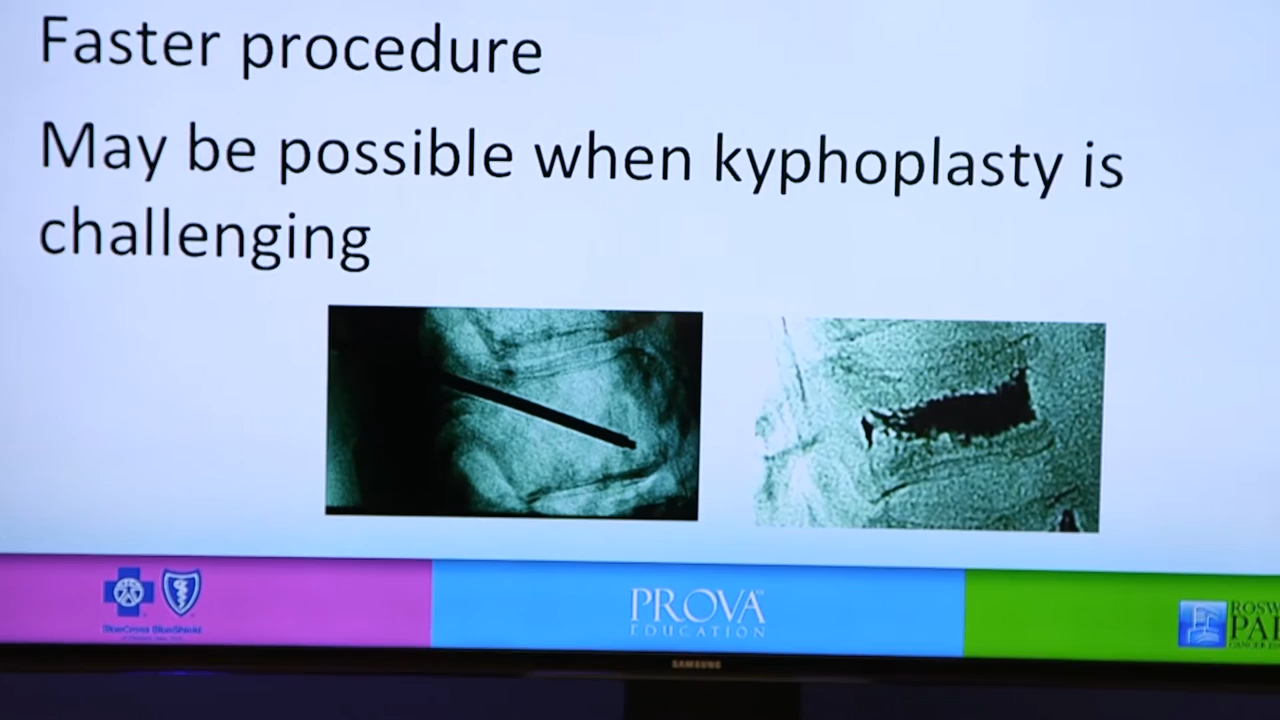 Faster procedure
May be possible when kyphoplasty is
challenging
BlueCross BlueShield
PROVA
EDUCATION
SAMSUNG